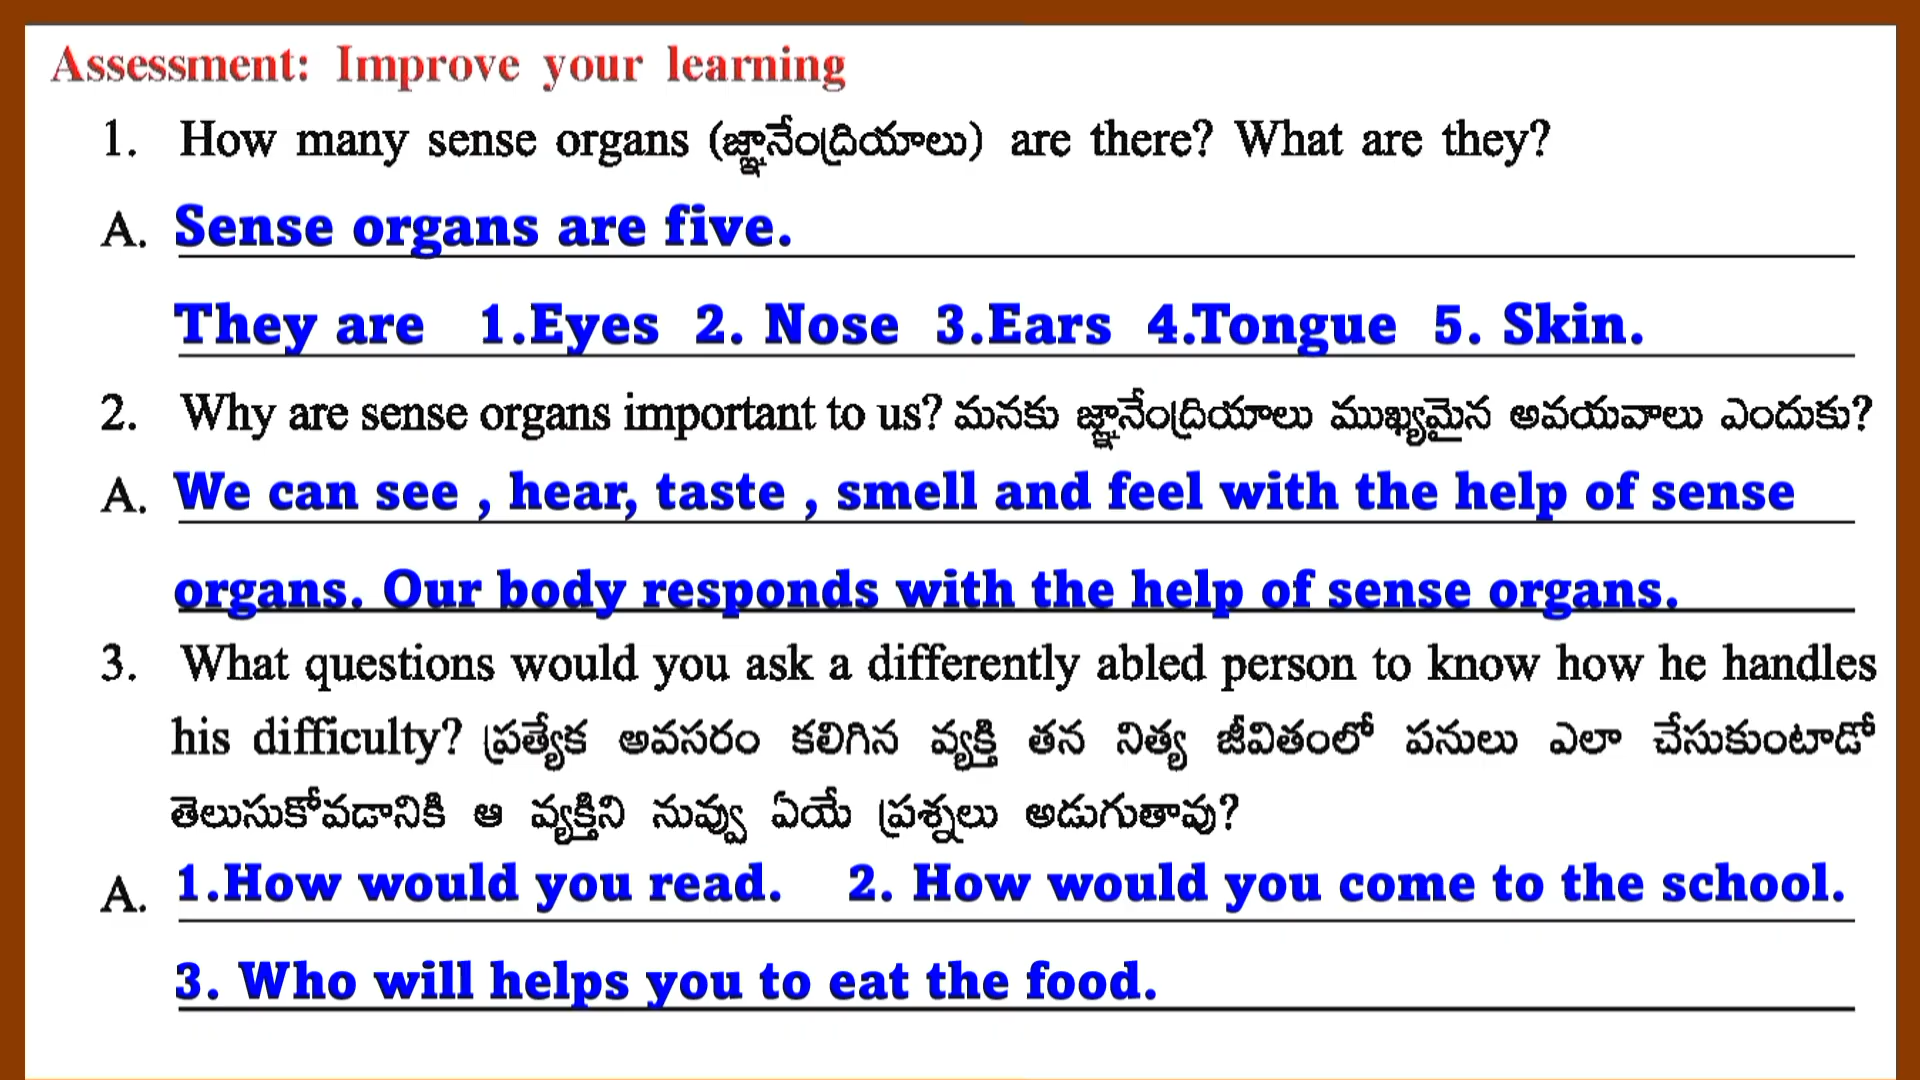 Assessment: Improve your learning
1. How many sense organs (జ్ఞానేంద్రియాలు) are there? What are they?
A. Sense organs are five.
They are 1.Eyes 2. Nose 3.Ears 4.Tongue 5. Skin.
2. Why are sense organs important to us? మనకు జ్ఞానేంద్రియాలు ముఖ్యమైన అవయవాలు ఎందుకు?
A. We can see , hear, taste , smell and feel with the help of sense
organs. Our body responds with the help of sense organs.
3. What questions would you ask a differently abled person to know how he handles
his difficulty? ప్రత్యేక అవసరం కలిగిన వ్యక్తి తన నిత్య జీవితంలో పనులు ఎలా చేసుకుంటాడో
తెలుసుకోవడానికి ఆ వ్యక్తిని నువ్వు ఏయే ప్రశ్నలు అడుగుతావు?
A. 1.How would you read. 2. How would you come to the school.
3. Who will helps you to eat the food.